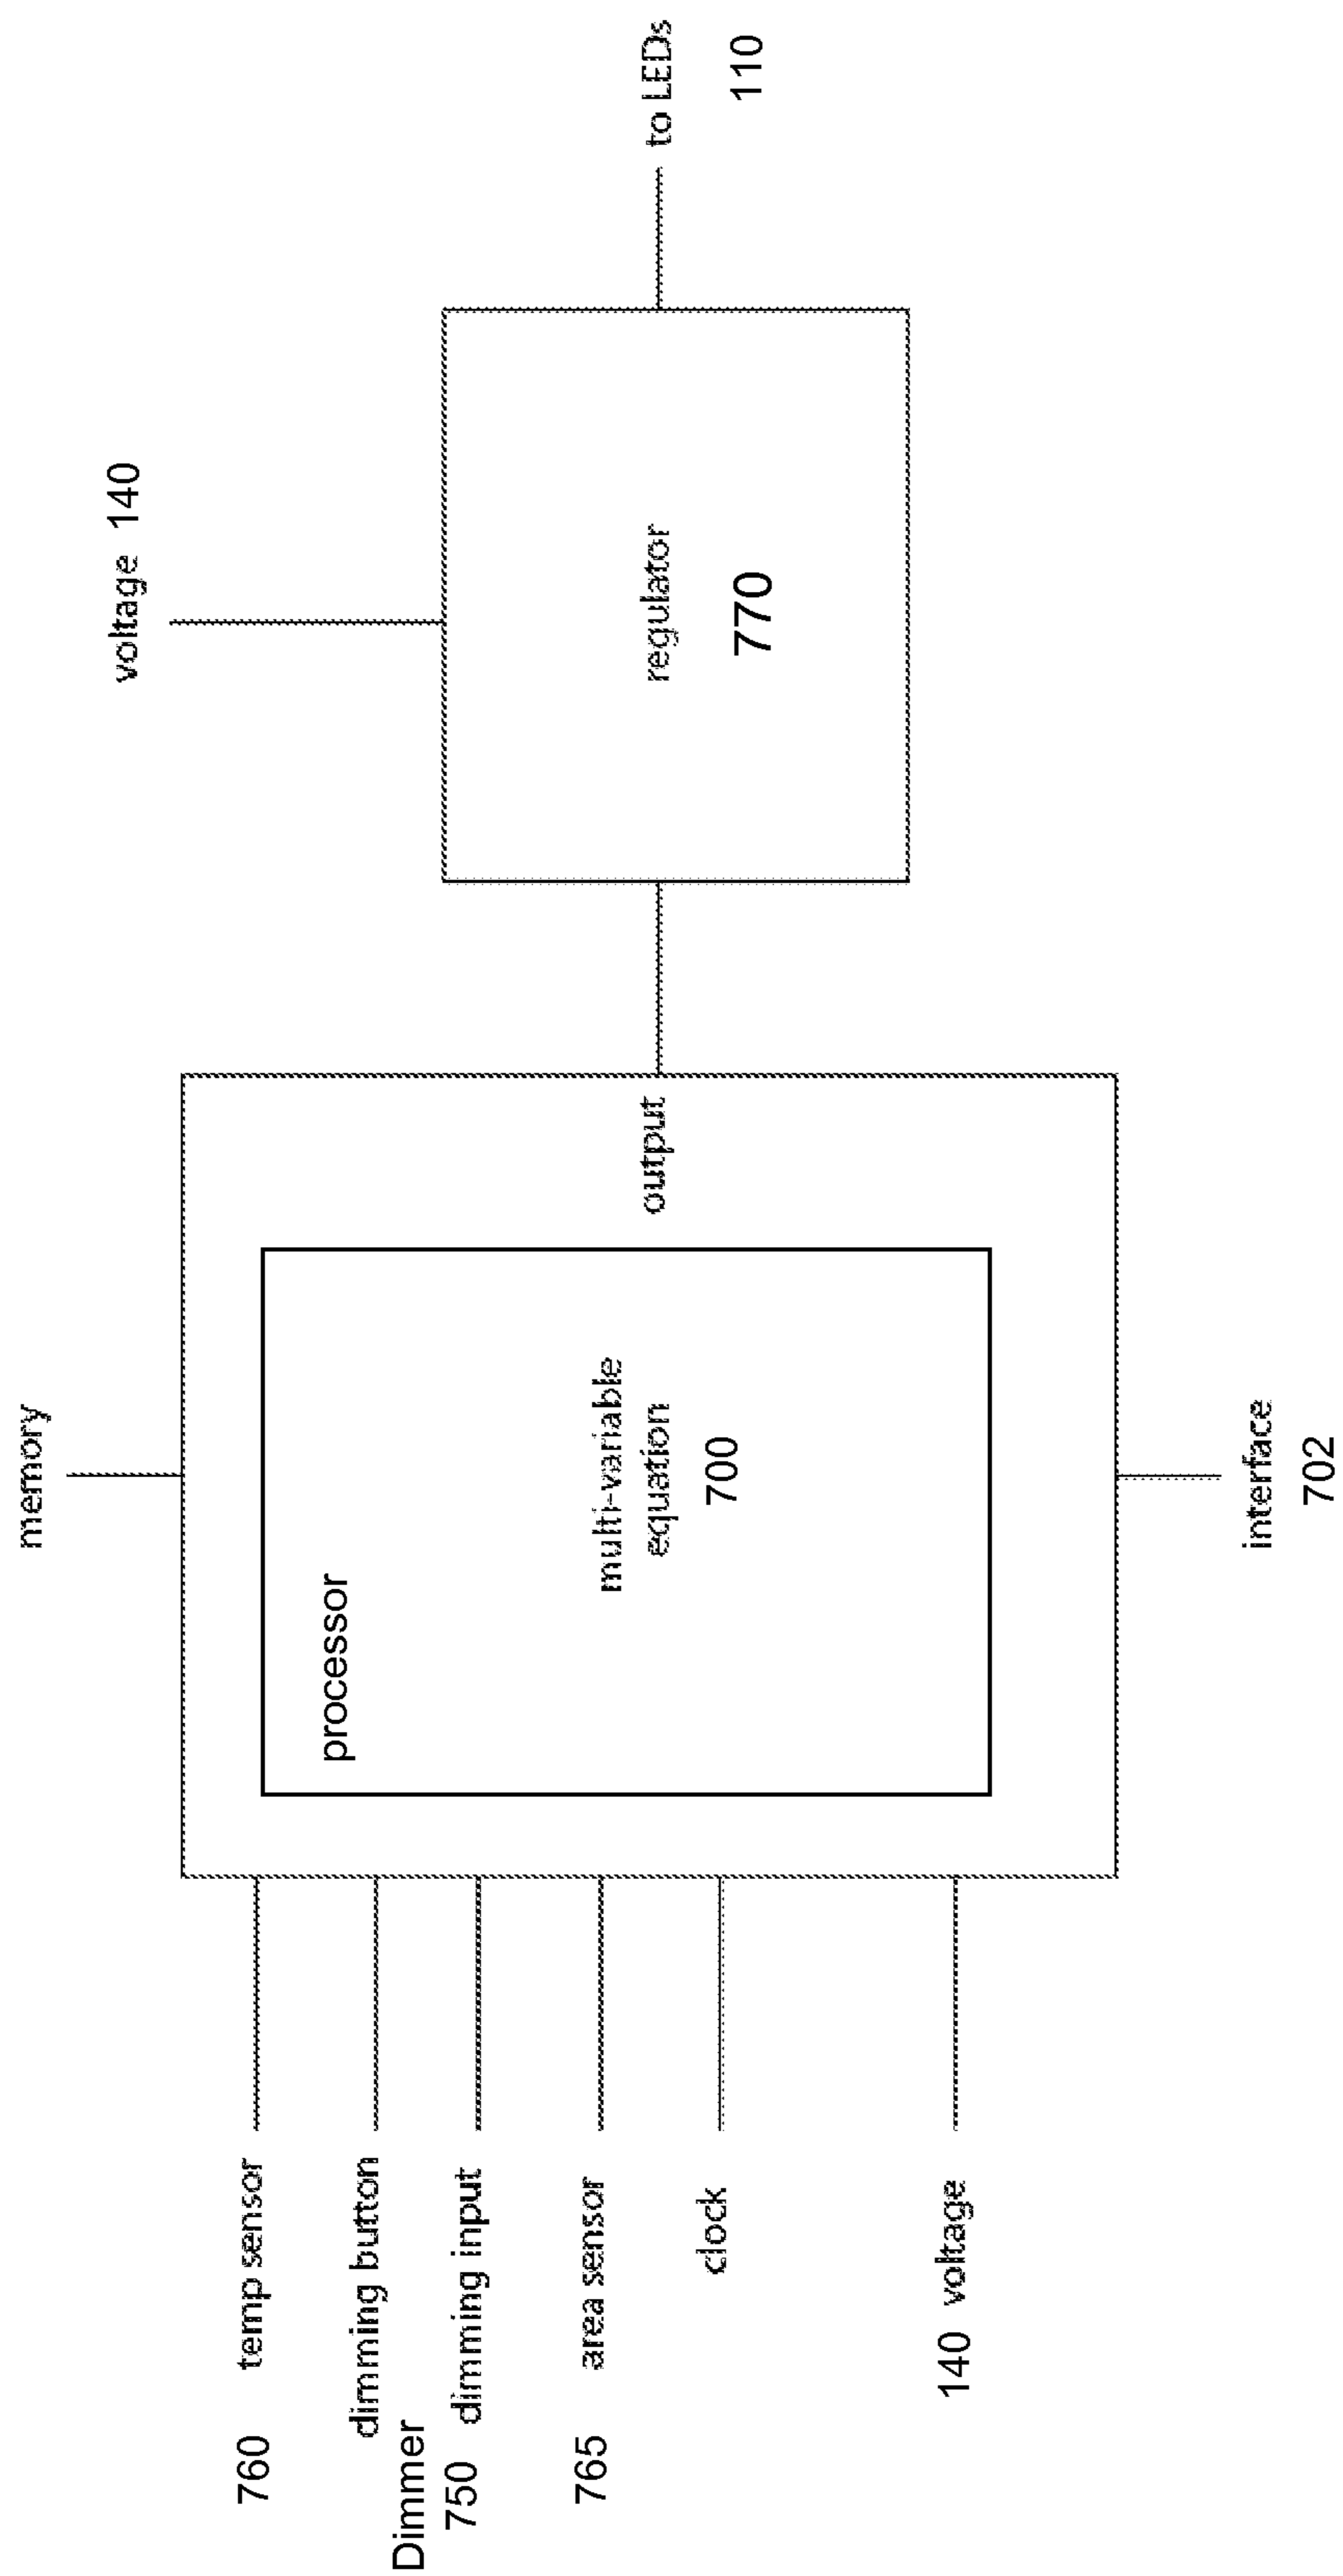 memory
voltage 140
760 temp sensor
dimming button
Dimmer
750 dimming input
765 area sensor
clock
140 voltage
processor
multi-variable
equation
700
output
regulator
770
to LEDs
110
interface
702